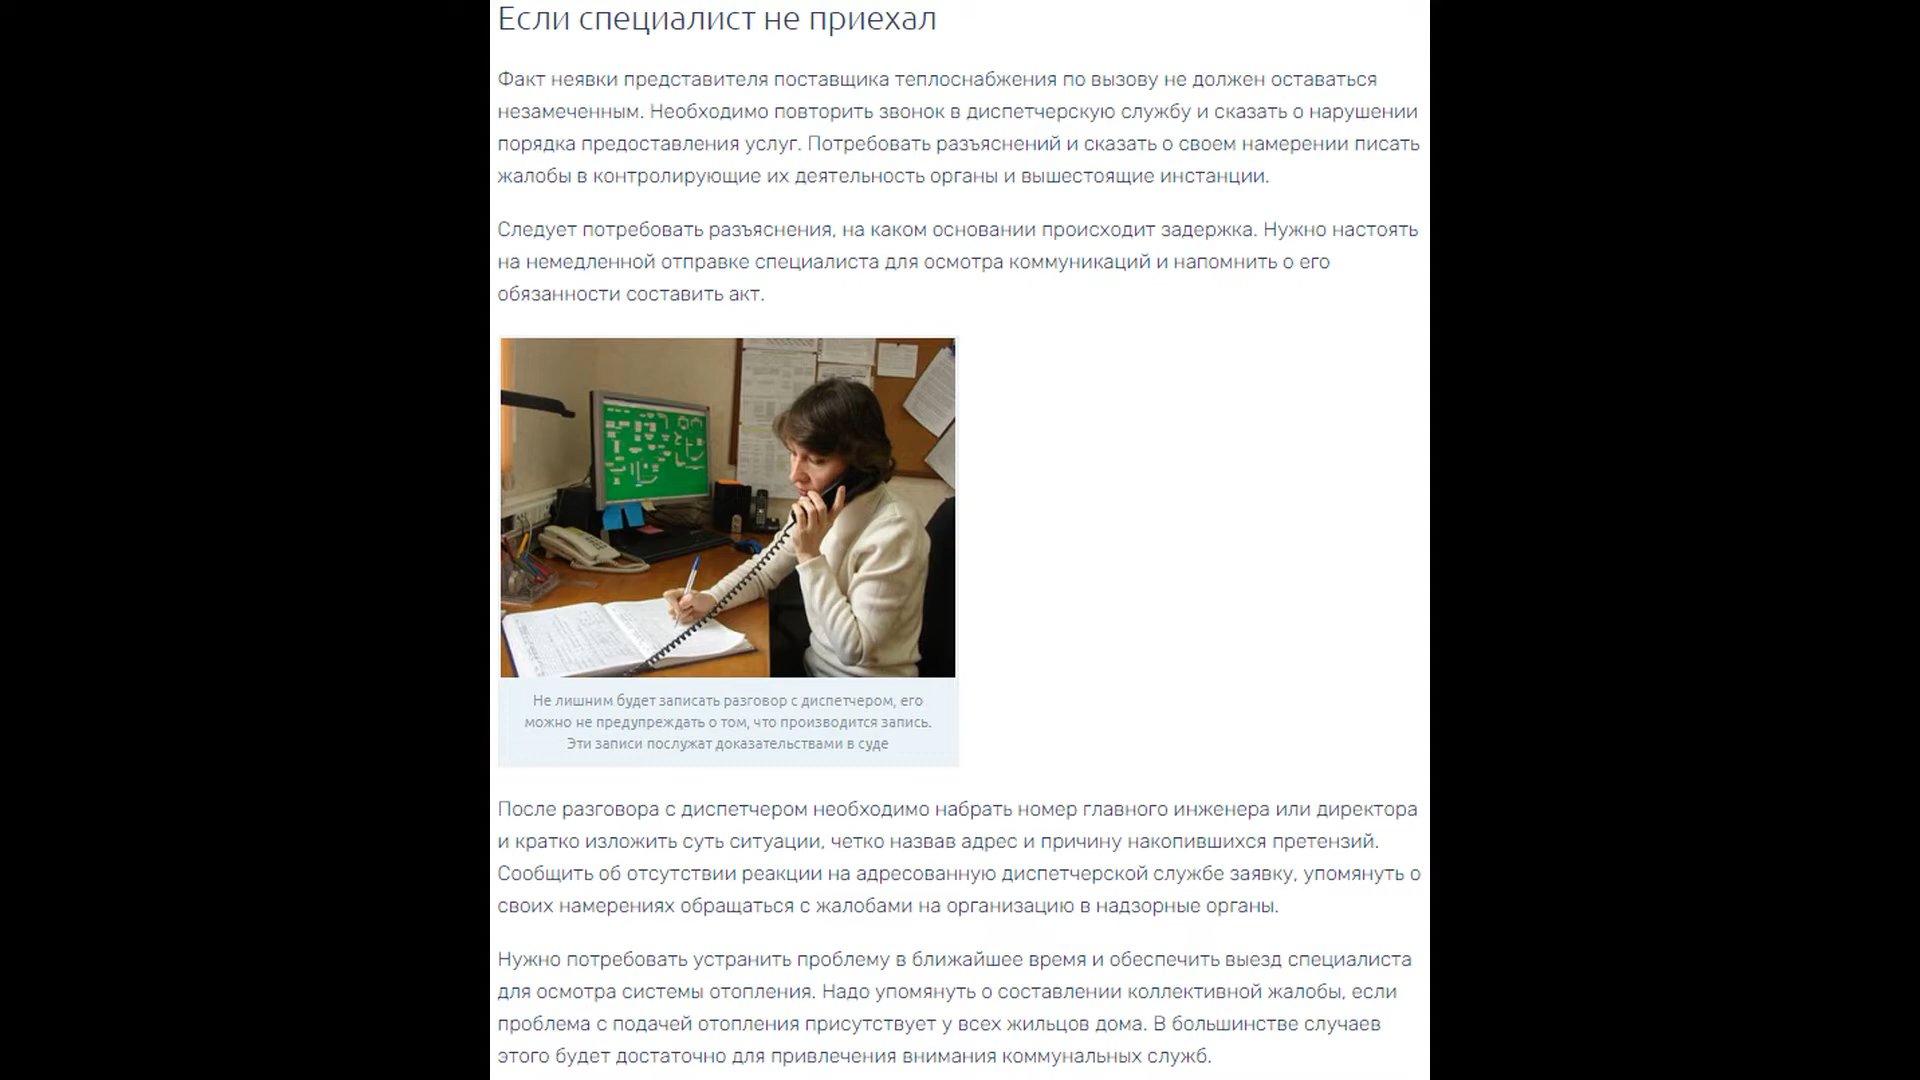 Если специалист не приехал
Факт неявки представителя поставщика теплоснабжения по вызову не должен оставаться
незамеченным. Необходимо повторить звонок в диспетчерскую службу и сказать о нарушении
порядка предоставления услуг. Потребовать разъяснений и сказать о своем намерении писать
жалобы в контролирующие их деятельность органы и вышестоящие инстанции.
Следует потребовать разъяснения, на каком основании происходит задержка. Нужно настоять
на немедленной отправке специалиста для осмотра коммуникаций и напомнить о его
обязанности составить акт.
Не лишним будет записать разговор с диспетчером, его
можно не предупреждать о том, что производится запись.
Эти записи послужат доказательствами в суде
После разговора с диспетчером необходимо набрать номер главного инженера или директора
и кратко изложить суть ситуации, четко назвав адрес и причину накопившихся претензий.
Сообщить об отсутствии реакции на адресованную диспетчерской службе заявку, упомянуть о
своих намерениях обращаться с жалобами на организацию в надзорные органы.
Нужно потребовать устранить проблему в ближайшее время и обеспечить выезд специалиста
для осмотра системы отопления. Надо упомянуть о составлении коллективной жалобы, если
проблема с подачей отопления присутствует у всех жильцов дома. В большинстве случаев
этого будет достаточно для привлечения внимания коммунальных служб.